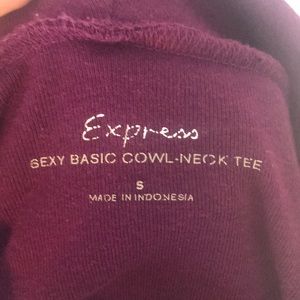 Express
SEXY BASIC COWL-NECK TEE
S
MADE IN INDONESIA